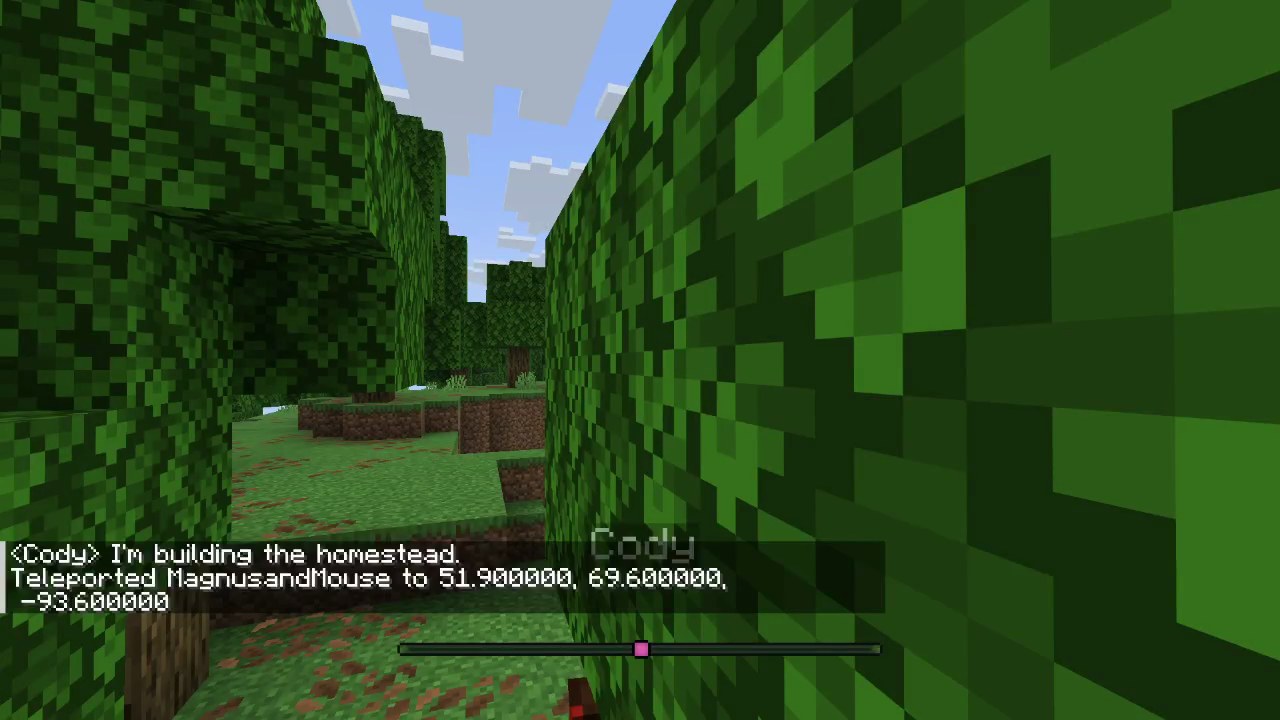 Cody
<Cody> I'm building the homestead.
Teleported MagnusandMouse to 51.900000, 69.600000,
-93.600000